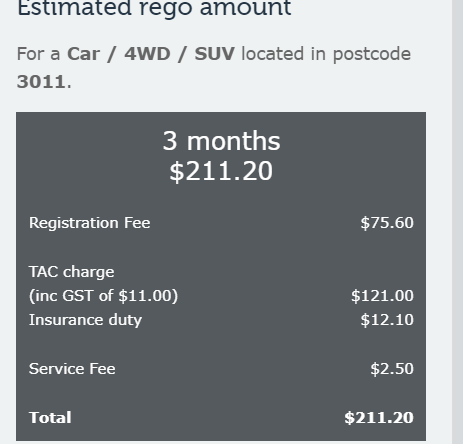 Estimated rego amount
For a Car / 4WD / SUV located in postcode
3011.
3 months
$211.20
Registration Fee $75.60
TAC charge
(inc GST of $11.00) $121.00
Insurance duty $12.10
Service Fee $2.50
Total $211.20